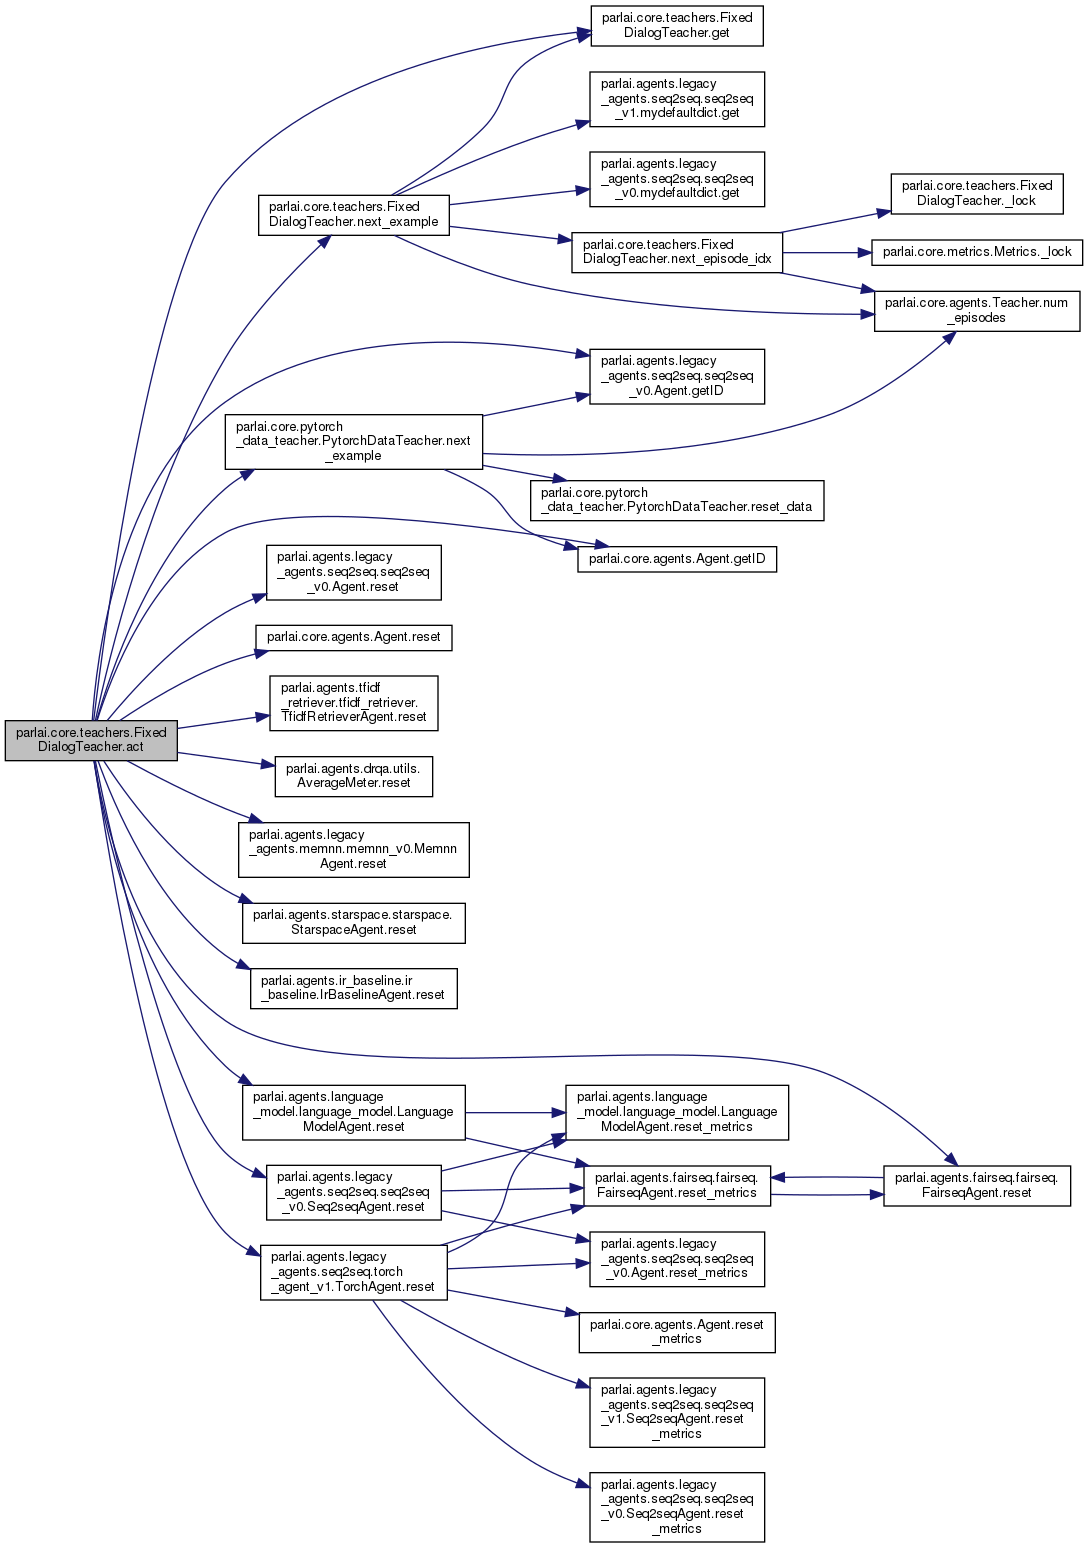 parlai.core.teachers.Fixed
DialogTeacher.get
parlai.agents.legacy
_agents.seq2seq.seq2seq
_v1.mydefaultdict.get
parlai.agents.legacy
_agents.seq2seq.seq2seq
_v0.mydefaultdict.get
parlai.core.teachers.Fixed
DialogTeacher._lock
parlai.core.teachers.Fixed
DialogTeacher.next_example
parlai.core.teachers.Fixed
DialogTeacher.next_episode_idx
parlai.core.metrics.Metrics._lock
parlai.core.agents.Teacher.num
_episodes
parlai.agents.legacy
_agents.seq2seq.seq2seq
_v0.Agent.getID
parlai.core.pytorch
_data_teacher.PytorchDataTeacher.next
_example
parlai.core.pytorch
_data_teacher.PytorchDataTeacher.reset_data
parlai.core.agents.Agent.getID
parlai.agents.legacy
_agents.seq2seq.seq2seq
_v0.Agent.reset
parlai.core.agents.Agent.reset
parlai.agents.tfidf
_retriever.tfidf_retriever.
TfidfRetrieverAgent.reset
parlai.core.teachers.Fixed
DialogTeacher.act
parlai.agents.drqa.utils.
AverageMeter.reset
parlai.agents.legacy
_agents.memnn.memnn_v0.Memnn
Agent.reset
parlai.agents.starspace.starspace.
StarspaceAgent.reset
parlai.agents.ir_baseline.ir
_baseline.IrBaselineAgent.reset
parlai.agents.language
_model.language_model.Language
ModelAgent.reset
parlai.agents.language
_model.language_model.Language
ModelAgent.reset_metrics
parlai.agents.legacy
_agents.seq2seq.seq2seq
_v0.Seq2seqAgent.reset
parlai.agents.fairseq.fairseq.
FairseqAgent.reset_metrics
parlai.agents.fairseq.fairseq.
FairseqAgent.reset
parlai.agents.legacy
_agents.seq2seq.torch
_agent_v1.TorchAgent.reset
parlai.agents.legacy
_agents.seq2seq.seq2seq
_v0.Agent.reset_metrics
parlai.core.agents.Agent.reset
_metrics
parlai.agents.legacy
_agents.seq2seq.seq2seq
_v1.Seq2seqAgent.reset
_metrics
parlai.agents.legacy
_agents.seq2seq.seq2seq
_v0.Seq2seqAgent.reset
_metrics